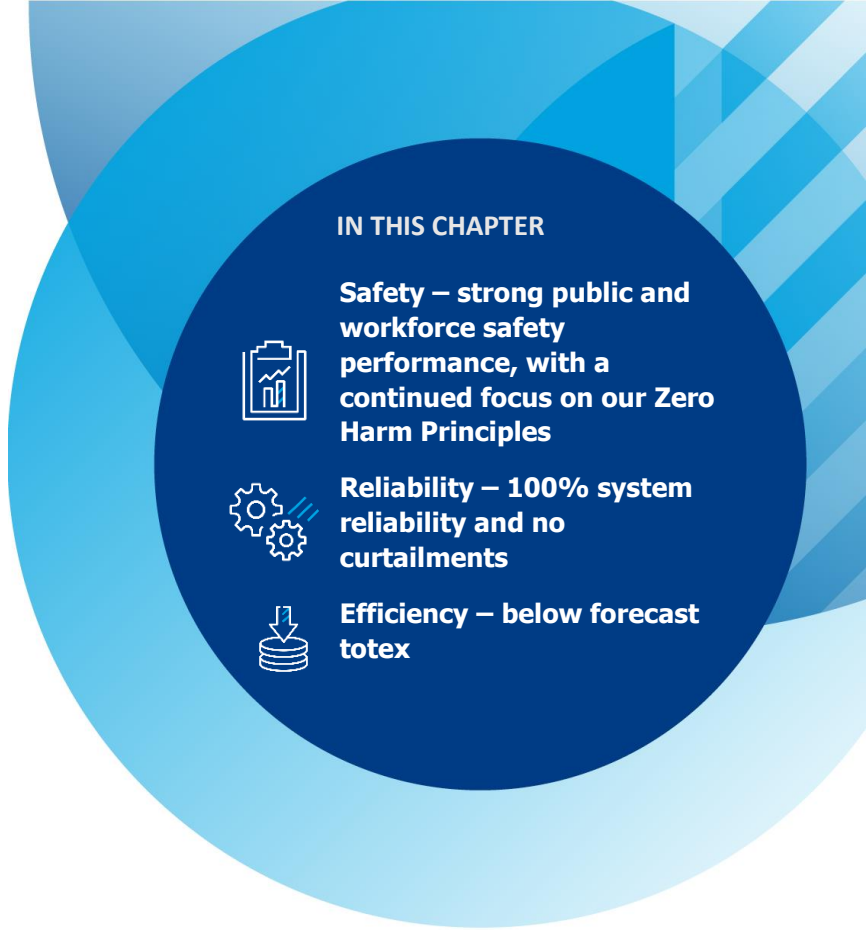 IN THIS CHAPTER
Safety – strong public and
workforce safety
performance, with a
continued focus on our Zero
Harm Principles
Reliability – 100% system
reliability and no
curtailments
Efficiency – below forecast
totex